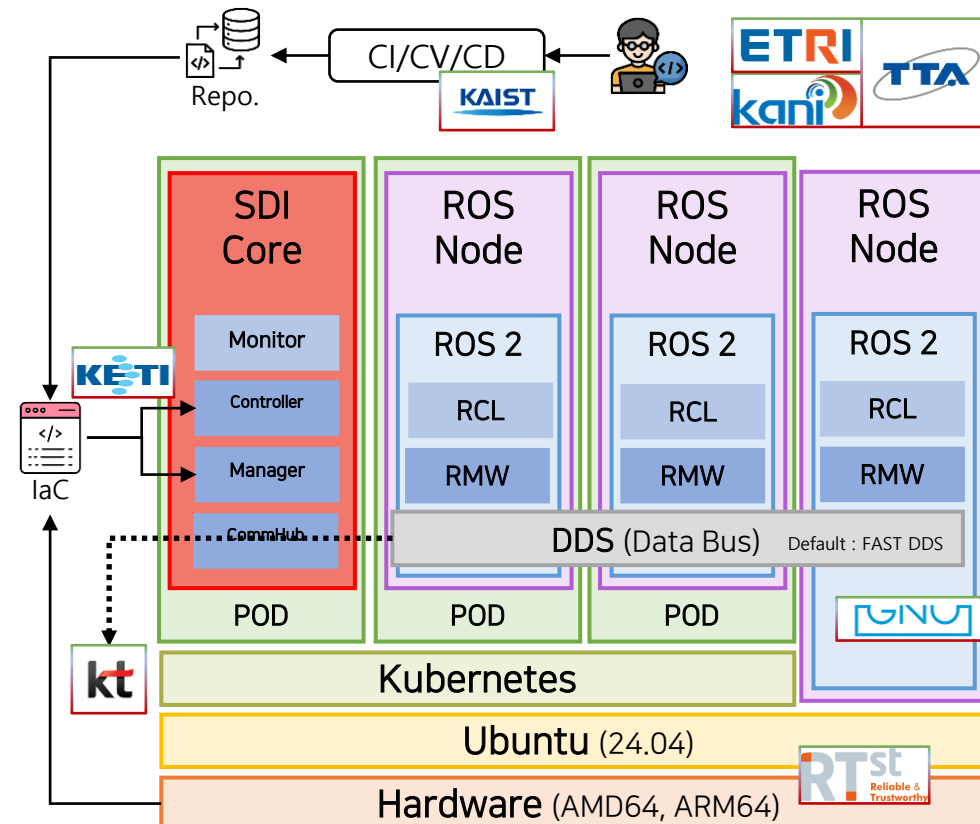 Repo.
CI/CV/CD
KAIST
</>
ETRI
kani
TTA
SDI
Core
ROS
Node
ROS
Node
ROS
Node
Monitor
ROS 2
ROS 2
ROS 2
KETI
Controller
RCL
RCL
RCL
</>
Manager
RMW
RMW
RMW
IaC
CommHub
DDS (Data Bus)
Default : FAST DDS
POD
POD
POD
GNU
kt
Kubernetes
Ubuntu (24.04)
RTst
Reliable &
Trustworthy
Hardware (AMD64, ARM64)